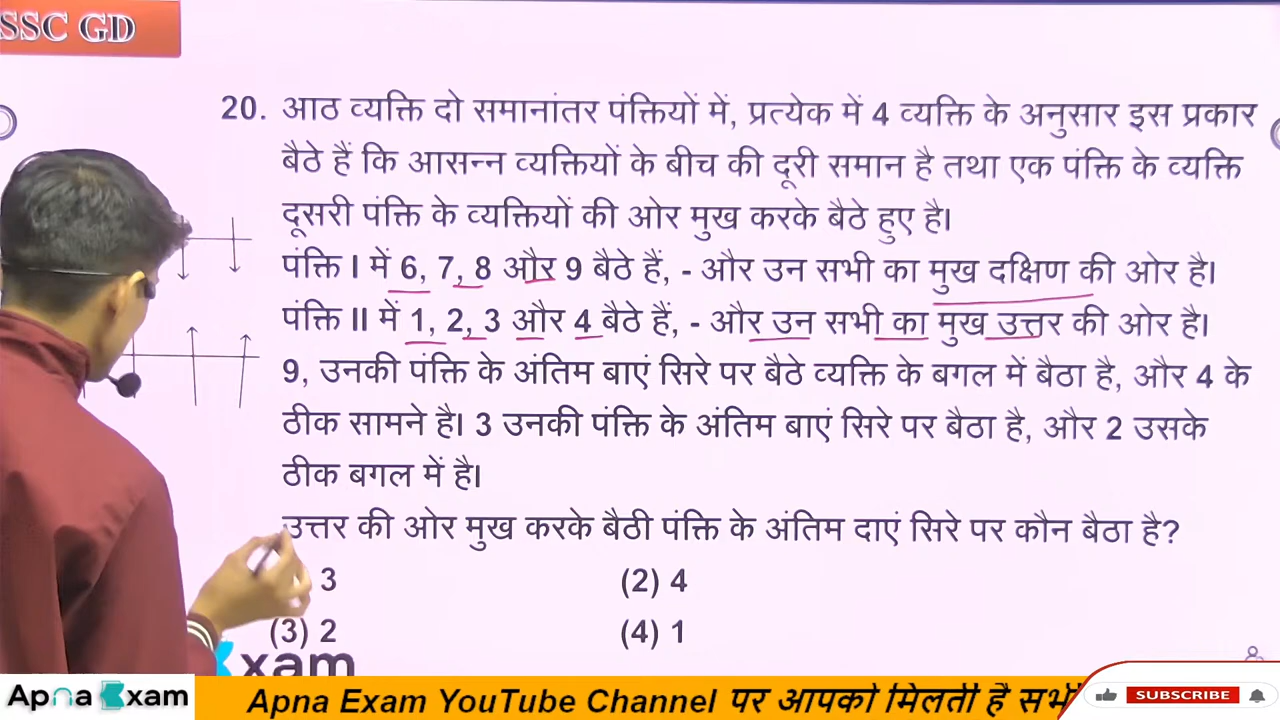 SSC GD
20. आठ व्यक्ति दो समानांतर पंक्तियों में, प्रत्येक में 4 व्यक्ति के अनुसार इस प्रकार
बैठे हैं कि आसन्न व्यक्तियों के बीच की दूरी समान है तथा एक पंक्ति के व्यक्ति
दूसरी पंक्ति के व्यक्तियों की ओर मुख करके बैठे हुए है।
पंक्ति I में 6, 7, 8 और 9 बैठे हैं, - और उन सभी का मुख दक्षिण की ओर है।
पंक्ति II में 1, 2, 3 और 4 बैठे हैं, - और उन सभी का मुख उत्तर की ओर है।
9, उनकी पंक्ति के अंतिम बाएं सिरे पर बैठे व्यक्ति के बगल में बैठा है, और 4 के
ठीक सामने है। 3 उनकी पंक्ति के अंतिम बाएं सिरे पर बैठा है, और 2 उसके
ठीक बगल में है।
उत्तर की ओर मुख करके बैठी पंक्ति के अंतिम दाएं सिरे पर कौन बैठा है?
3 (2) 4
(3) 2 (4) 1
xam
Apna Exam
Apna Exam YouTube Channel पर आपको मिलती है
SUBSCRIBE